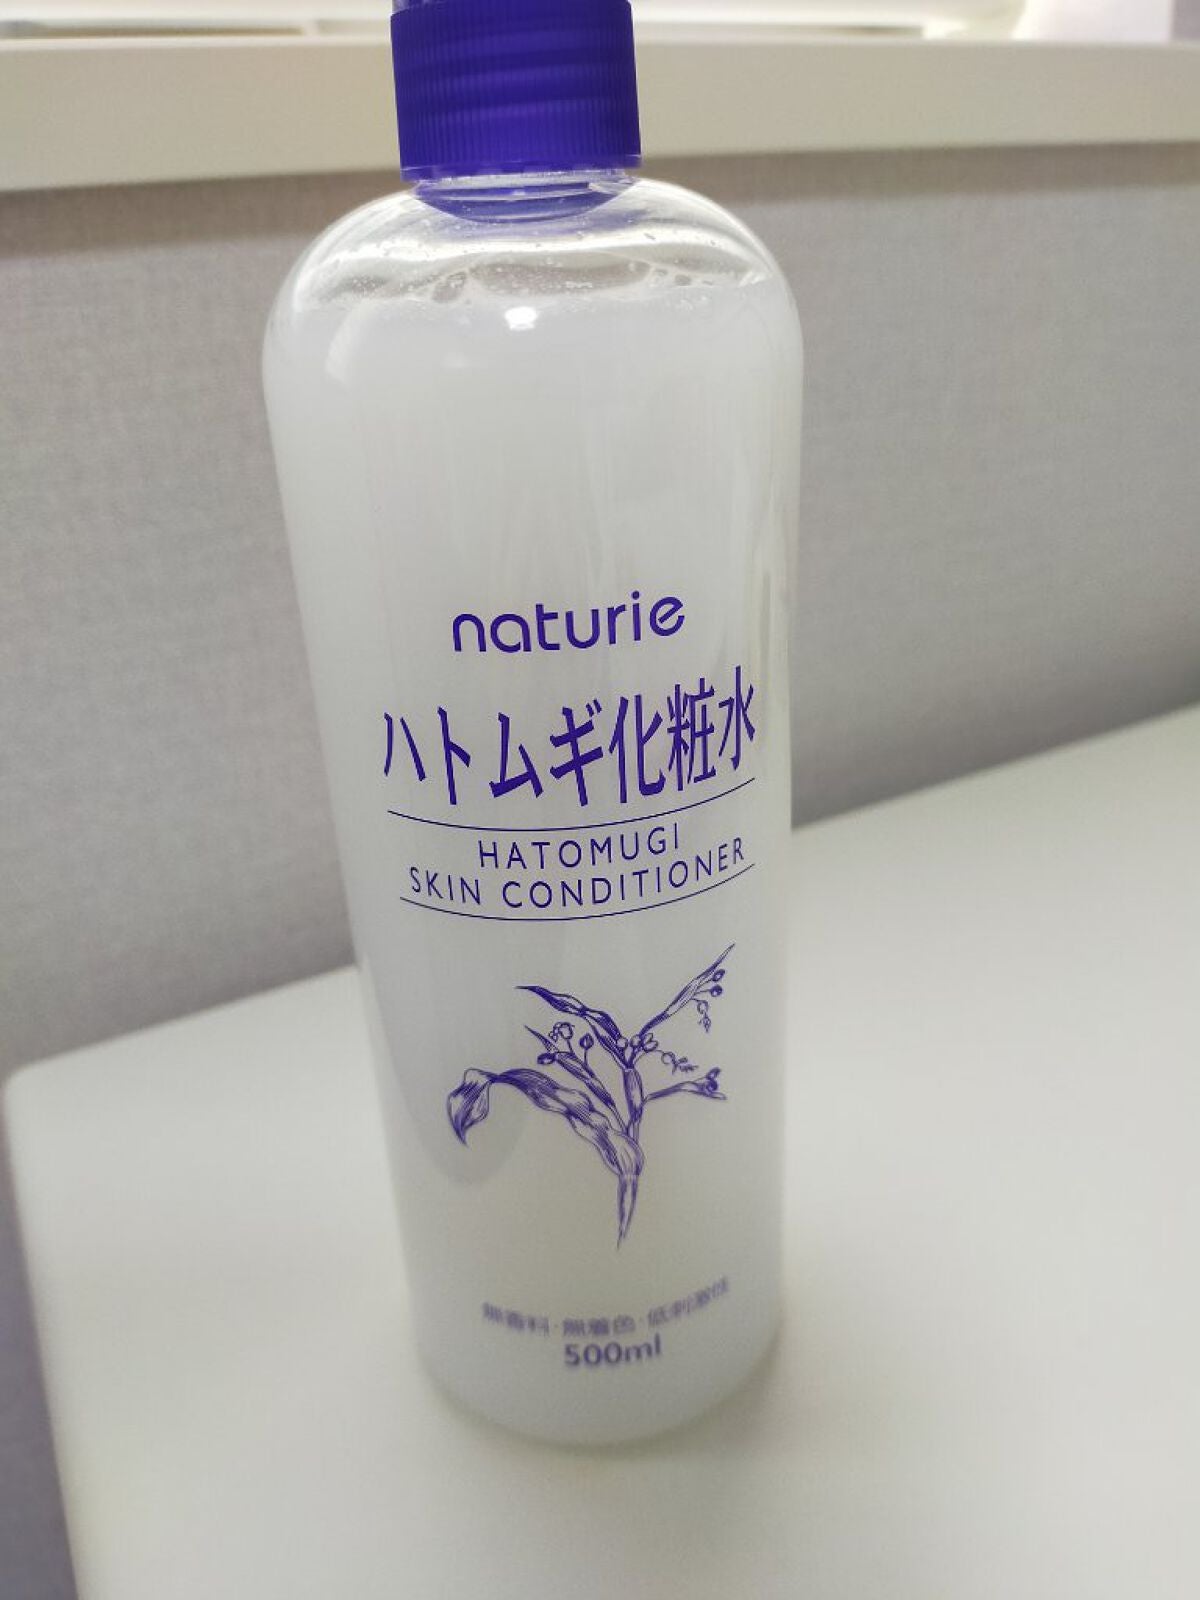 naturie
ハトムギ化粧水
HATOMUGI
SKIN CONDITIONER
無香料・無着色・低刺激性
500ml